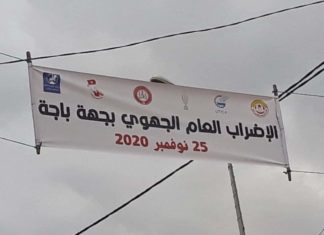 الإضراب العام الجهوي بجهة باجة
25 نوفمبر 2020